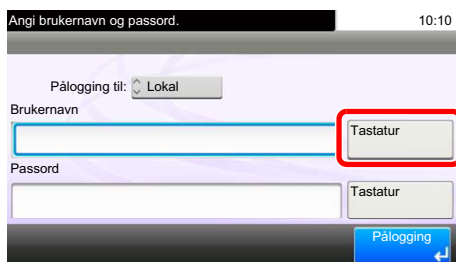 Angi brukernavn og passord. 10:10
Pålogging til: Lokal
Brukernavn
Tastatur
Passord
Tastatur
Pålogging